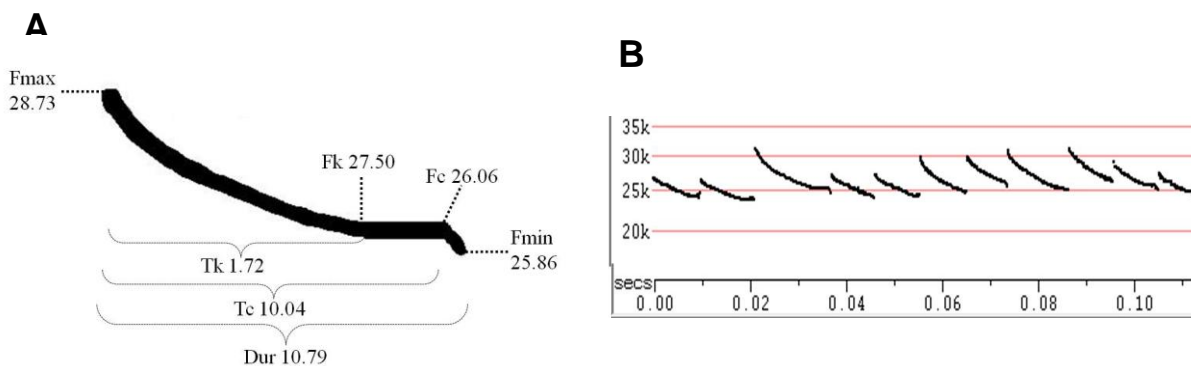 A
Fmax
28.73
Fk 27.50
Fc 26.06
Fmin
25.86
Tk 1.72
Tc 10.04
Dur 10.79
B
35k
30k
25k
20k
secs
0.00 0.02 0.04 0.06 0.08 0.10